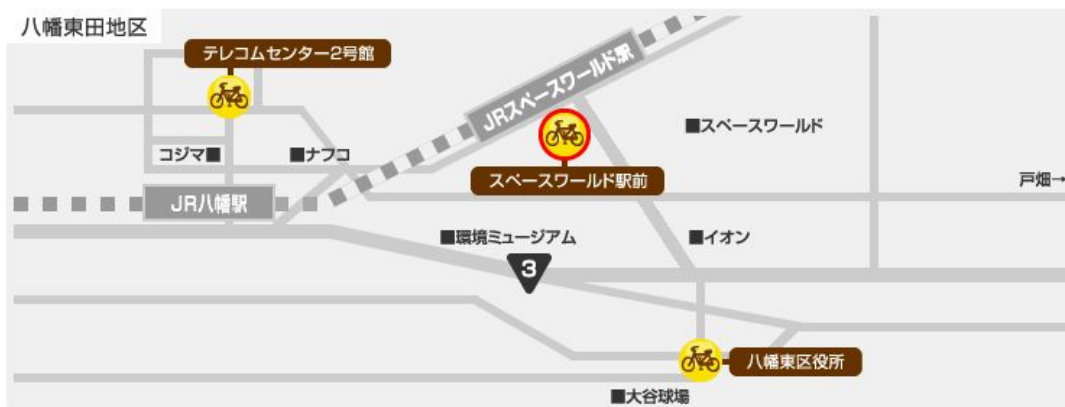 八幡東田地区
テレコムセンター2号館
JRスペースワールド駅
■スペースワールド
コジマ■
■ナフコ
スペースワールド駅前
戸畑→
JR八幡駅
■環境ミュージアム
■イオン
3
八幡東区役所
■大谷球場